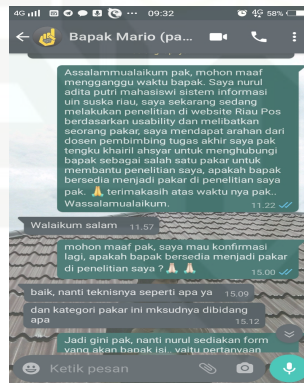 4G 09:32 4G 58%
Bapak Mario (pa...
Assalammualaikum pak, mohon maaf
mengganggu waktu bapak. Saya nurul
adita putri mahasiswi sistem informasi
uin suska riau, saya sekarang sedang
melakukan penelitian di website Riau Pos
berdasarkan usability dan melibatkan
seorang pakar, saya mendapat arahan dari
dosen pembimbing tugas akhir saya pak
tengku khairil ahsyar untuk menghubungi
bapak sebagai salah satu pakar untuk
membantu penelitian saya, apakah bapak
bersedia menjadi pakar di penelitian saya
pak. 🙏 terimakasih atas waktu nya pak..
Wassalamualaikum. 11.22
Walaikum salam 11.57
mohon maaf pak, saya mau konfirmasi
lagi, apakah bapak bersedia menjadi pakar
di penelitian saya ? 🙏🙏 15.00
baik, nanti teknisnya seperti apa ya 15.09
dan kategori pakar ini mksudnya dibidang
apa 15.12
Jadi gini pak, nanti nurul sediakan form
yang akan bapak isi.. yaitu pertanyaan
Ketik pesan